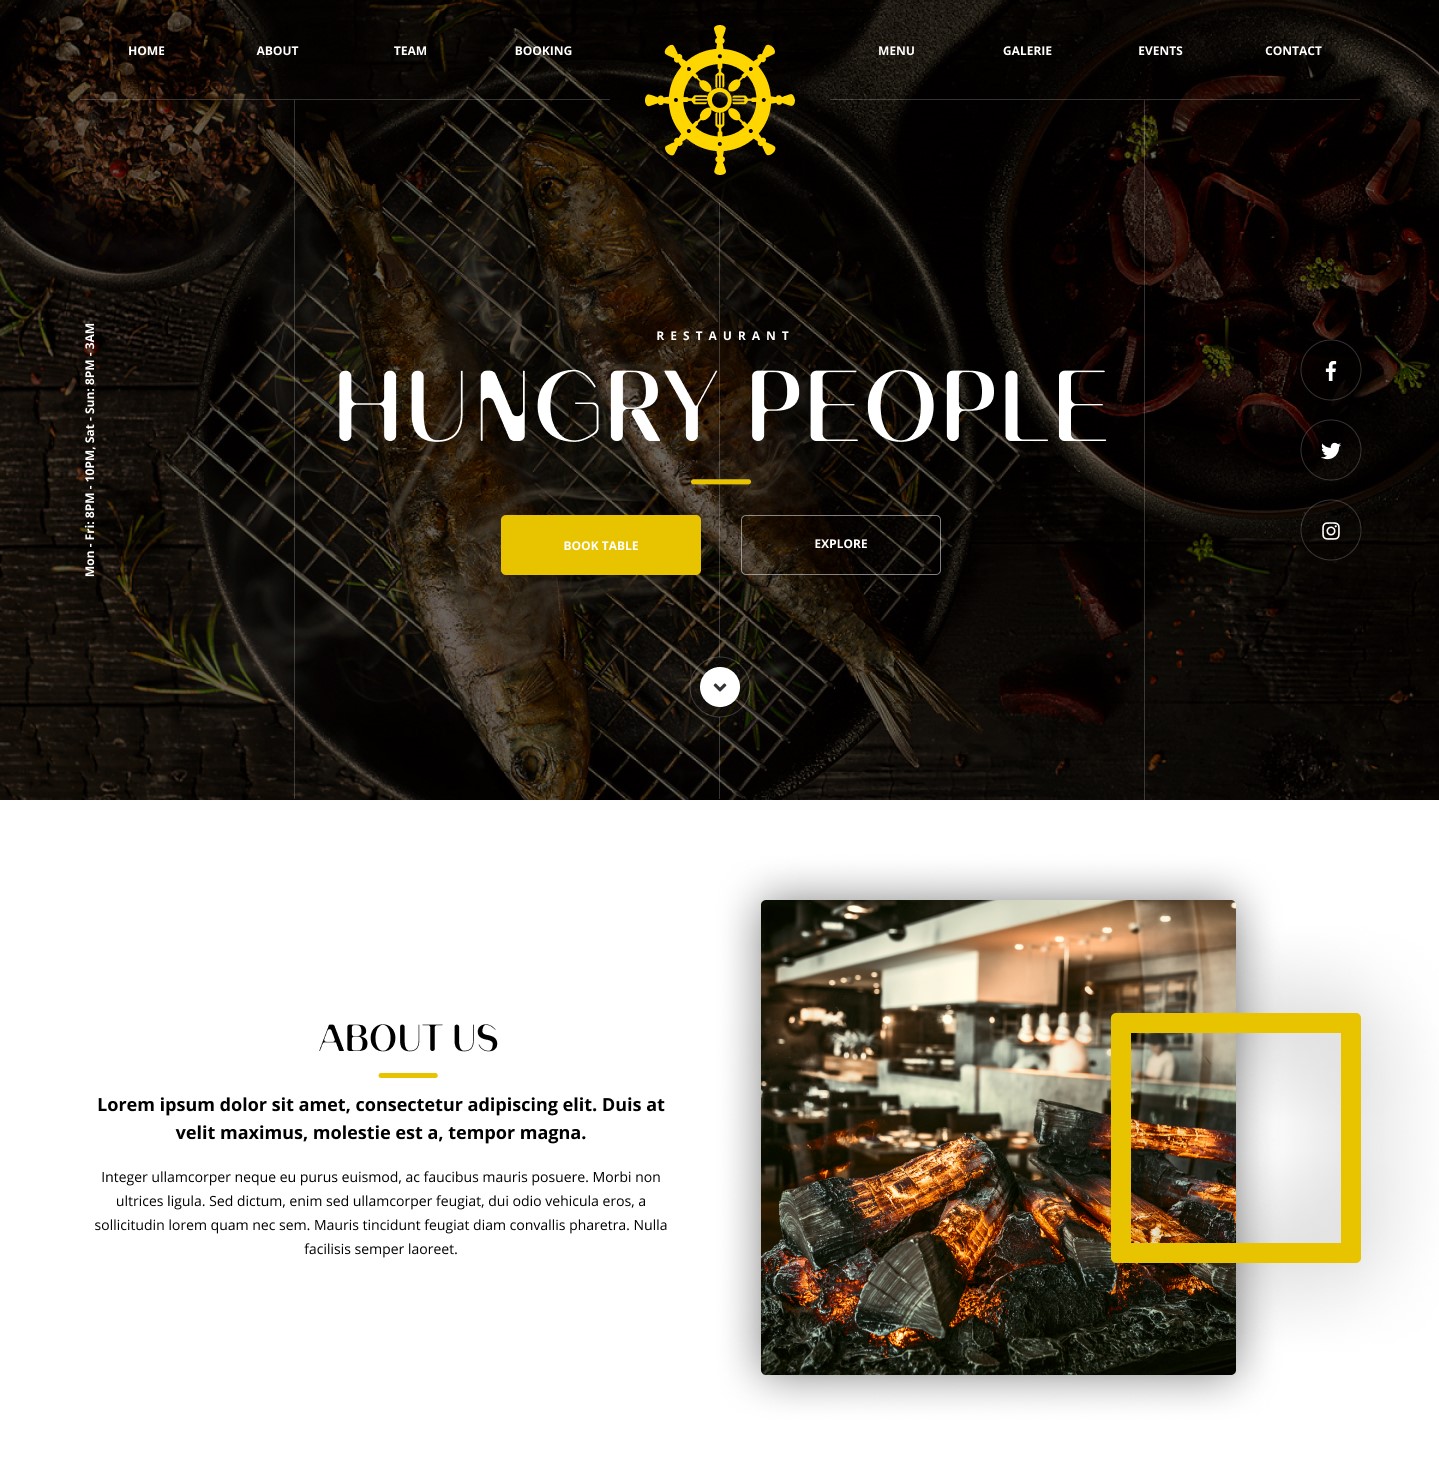 HOME
ABOUT
TEAM
BOOKING
MENU
GALERIE
EVENTS
CONTACT
Mon - Fri: 8PM - 10PM, Sat - Sun: 8PM - 3AM
RESTAURANT
HUNGRY PEOPLE
BOOK TABLE
EXPLORE
ABOUT US
Lorem ipsum dolor sit amet, consectetur adipiscing elit. Duis at
velit maximus, molestie est a, tempor magna.
Integer ullamcorper neque eu purus euismod, ac faucibus mauris posuere. Morbi non
ultrices ligula. Sed dictum, enim sed ullamcorper feugiat, dui odio vehicula eros, a
sollicitudin lorem quam nec sem. Mauris tincidunt feugiat diam convallis pharetra. Nulla
facilisis semper laoreet.